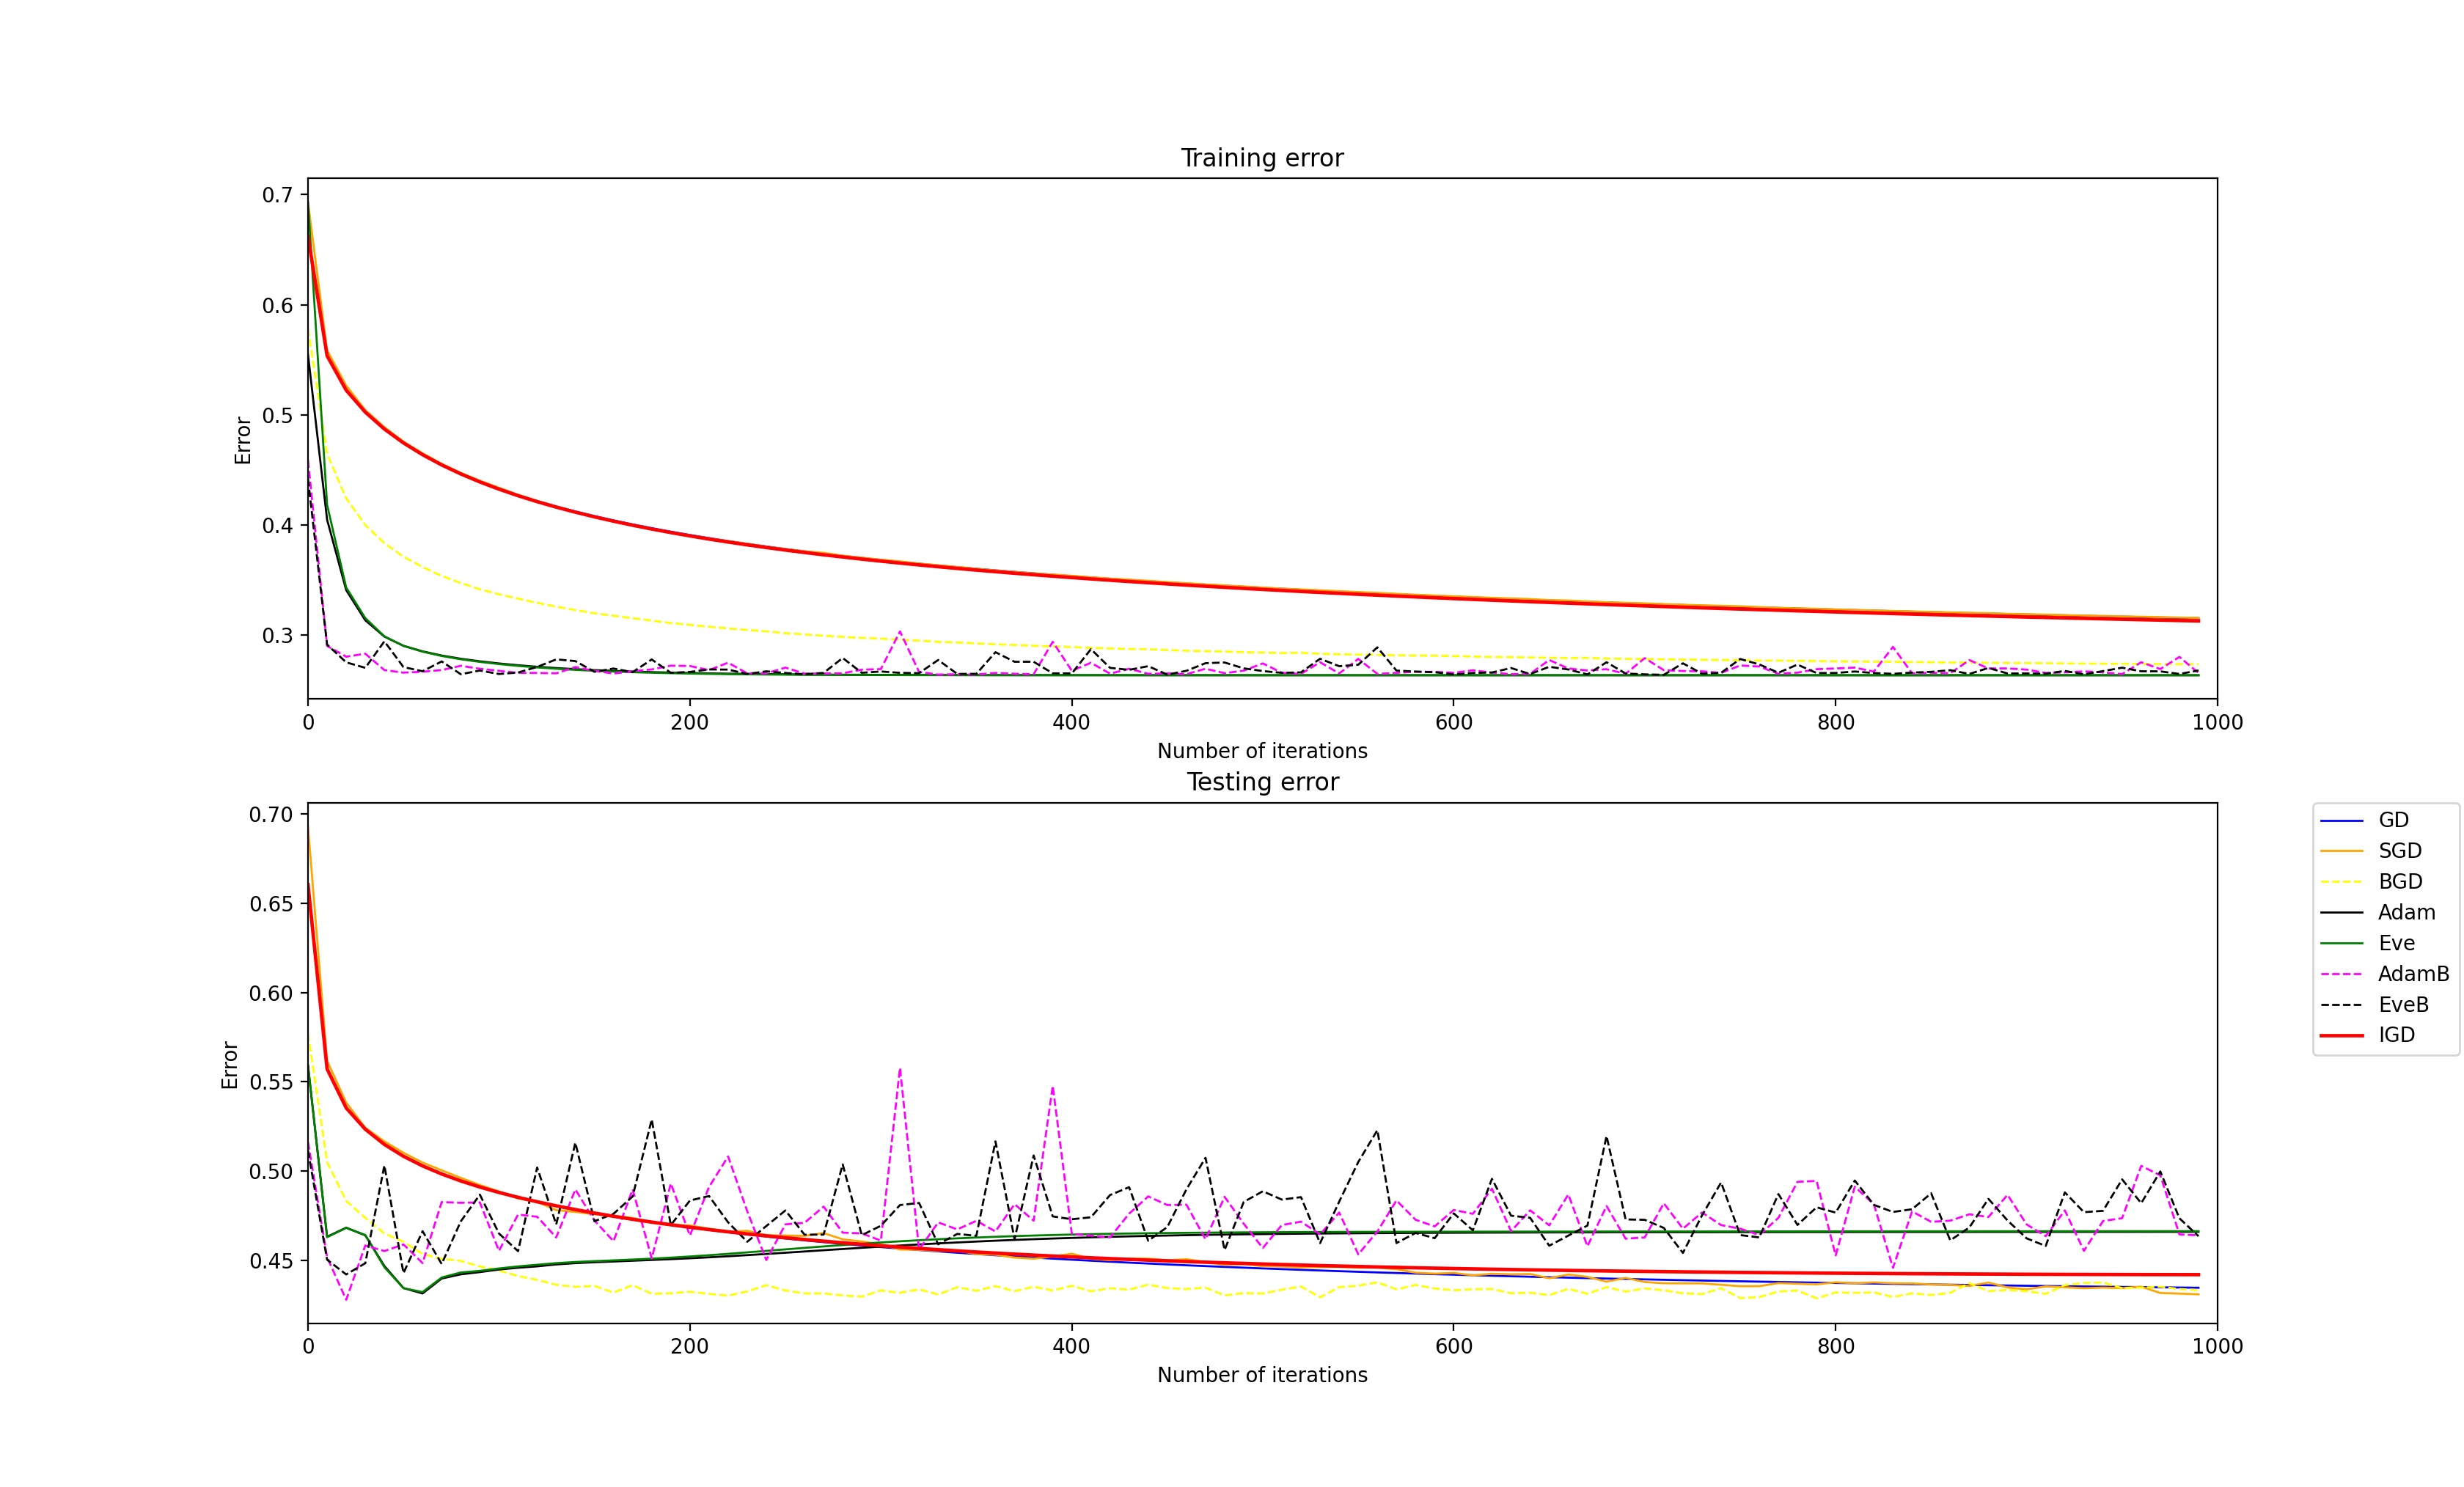 Training error
0.7
0.6
0.5
0.4
0.3
Error
0 200 400 600 800 1000
Number of iterations
Testing error
0.70
0.65
0.60
0.55
0.50
0.45
Error
0 200 400 600 800 1000
Number of iterations
GD
SGD
BGD
Adam
Eve
AdamB
EveB
IGD